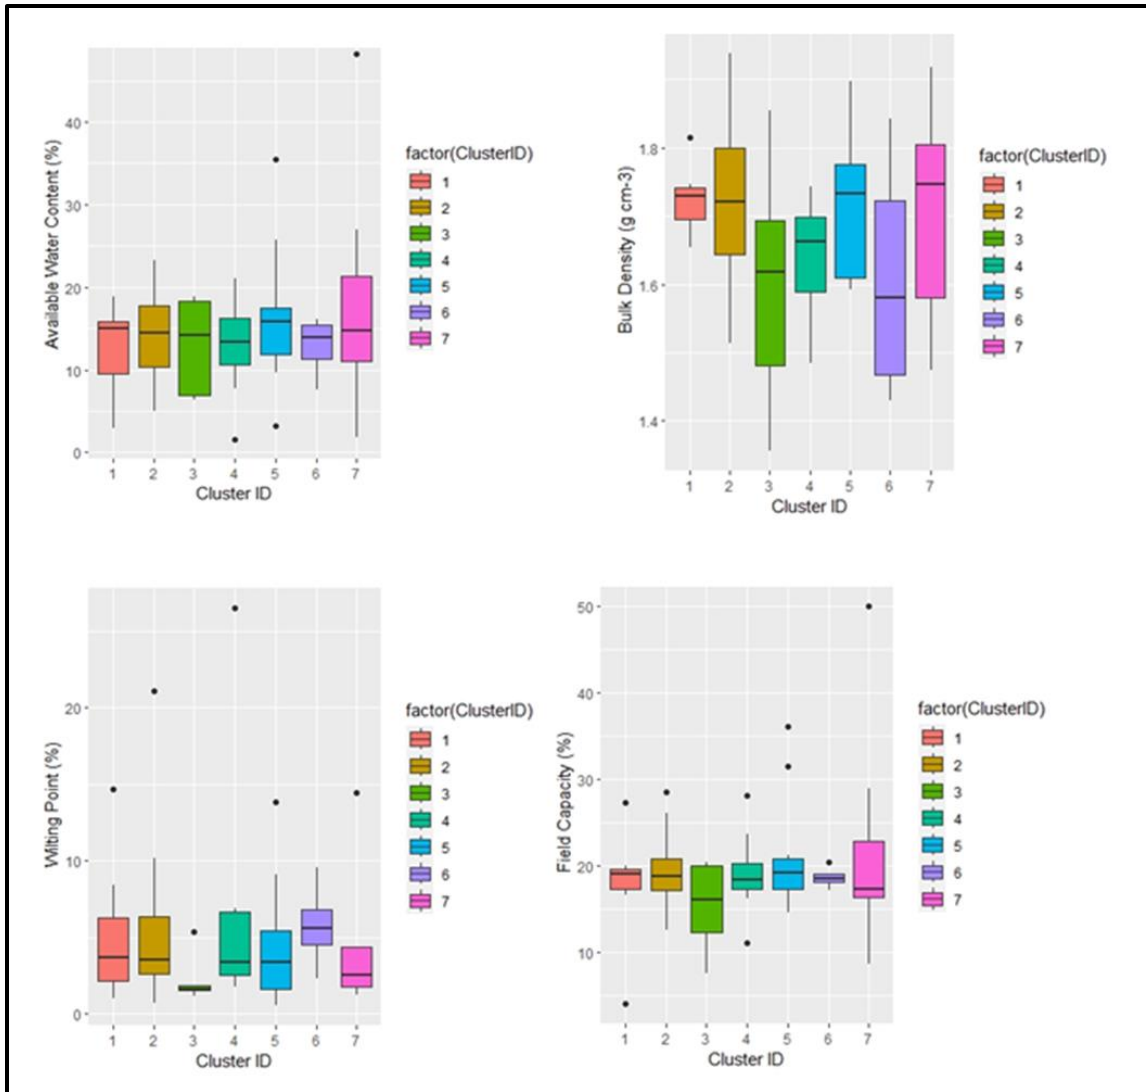 Available Water Content (%)
40
30
20
10
0
1 2 3 4 5 6 7
Cluster ID
factor(ClusterID)
1
2
3
4
5
6
7
Bulk Density (g cm-3)
1.8
1.6
1.4
1 2 3 4 5 6 7
Cluster ID
factor(ClusterID)
1
2
3
4
5
6
7
Wilting Point (%)
20
10
0
1 2 3 4 5 6 7
Cluster ID
factor(ClusterID)
1
2
3
4
5
6
7
Field Capacity (%)
50
40
30
20
10
1 2 3 4 5 6 7
Cluster ID
factor(ClusterID)
1
2
3
4
5
6
7